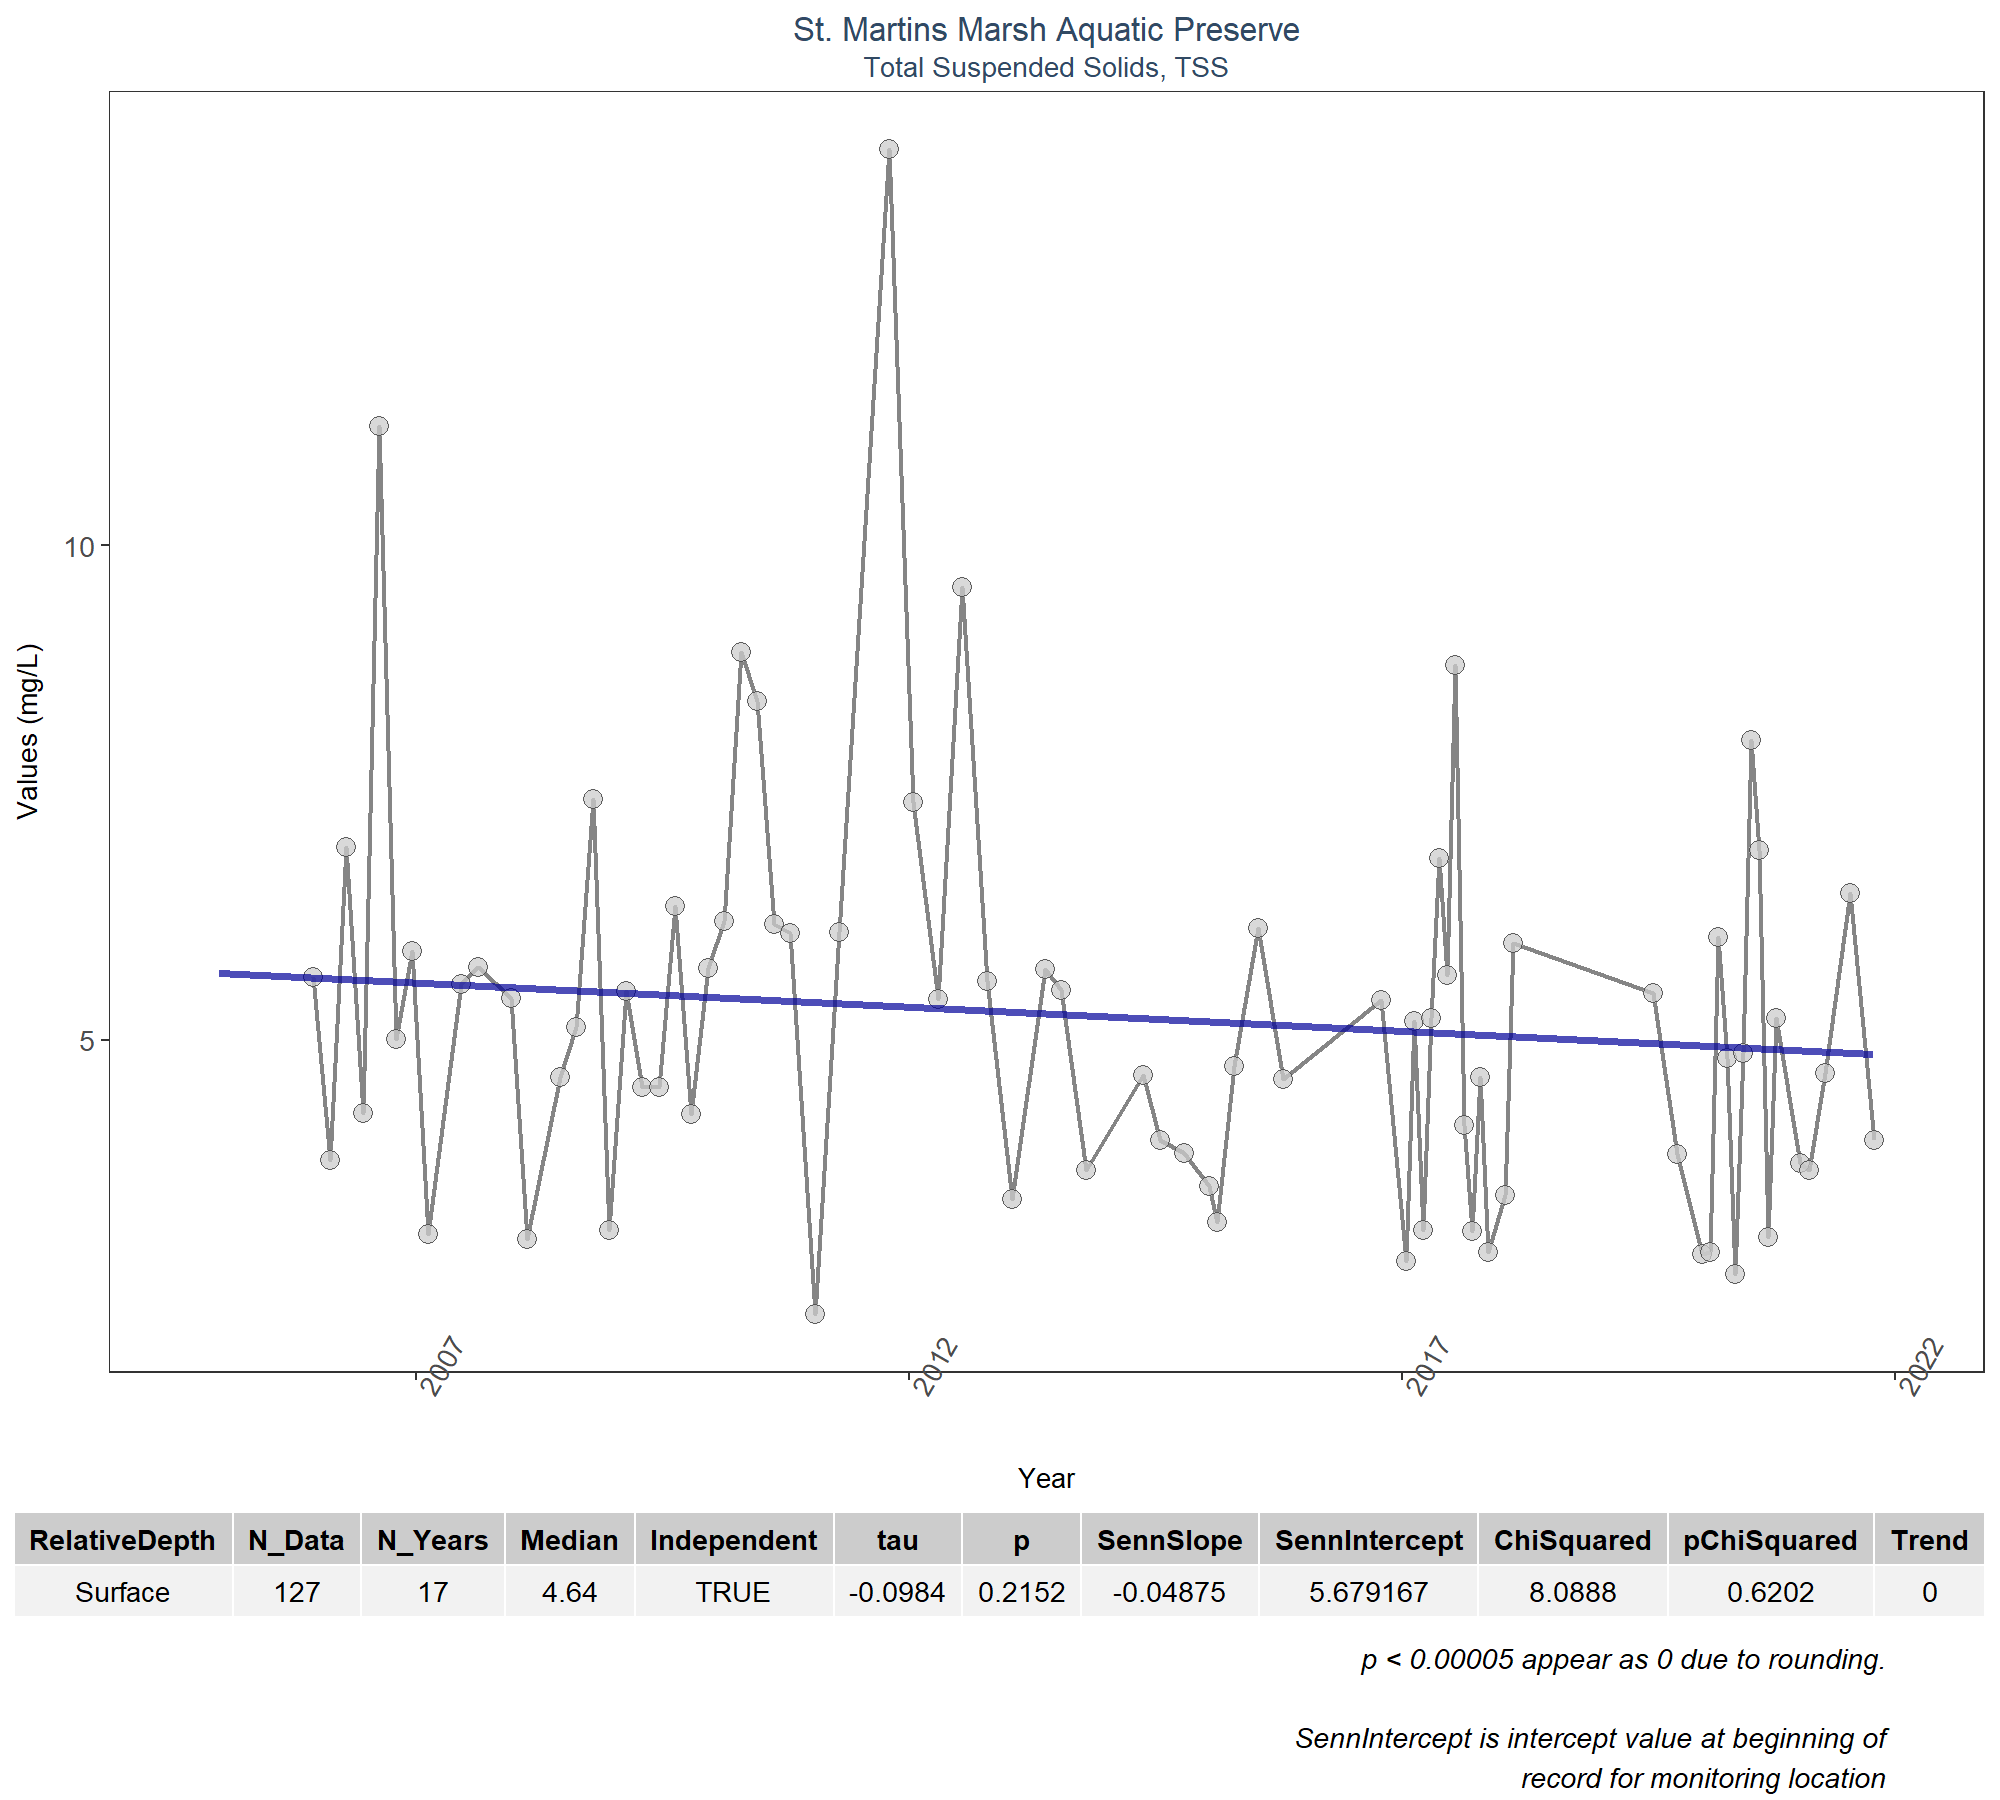 St. Martins Marsh Aquatic Preserve
Total Suspended Solids, TSS
10
5
Values (mg/L)
2007
2012
2017
2022
Year
RelativeDepth N_Data N_Years Median Independent tau p SennSlope SennIntercept ChiSquared pChiSquared Trend
Surface 127 17 4.64 TRUE -0.0984 0.2152 -0.04875 5.679167 8.0888 0.6202 0
p < 0.00005 appear as 0 due to rounding.
SennIntercept is intercept value at beginning of
record for monitoring location